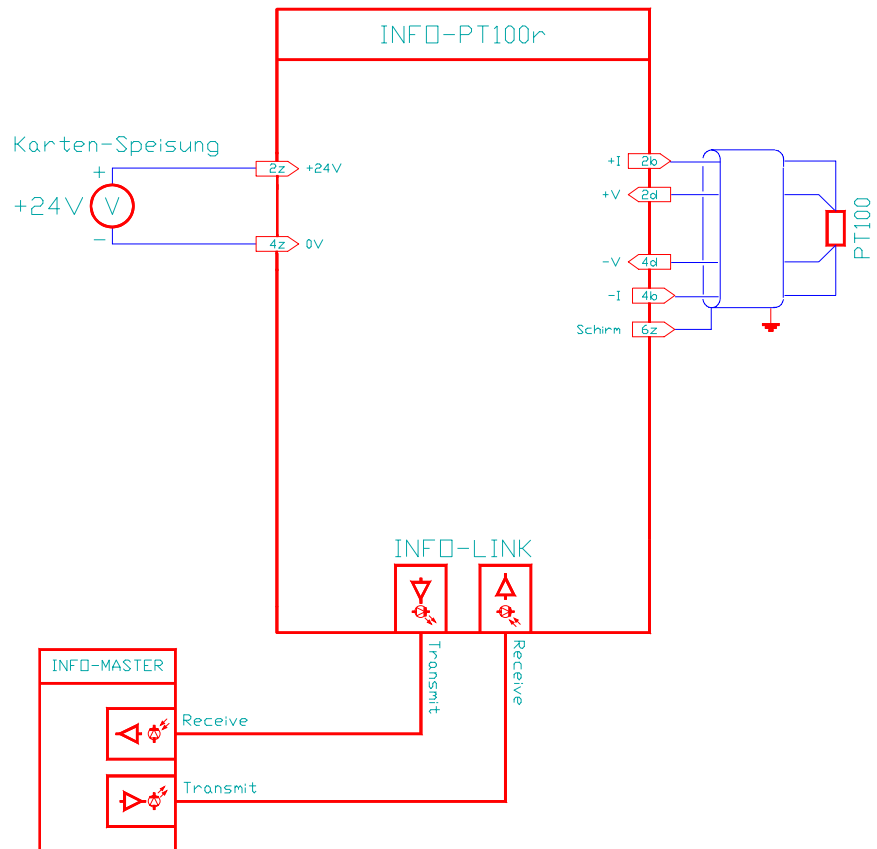 INFO-PT100r
Karten-Speisung
+
+24V
V
−
2z
+24V
4z
0V
+I
2b
+V
2d
-V
4d
-I
4b
Schirm
6z
PT100
INFO-LINK
Transmit
Receive
INFO-MASTER
Receive
Transmit